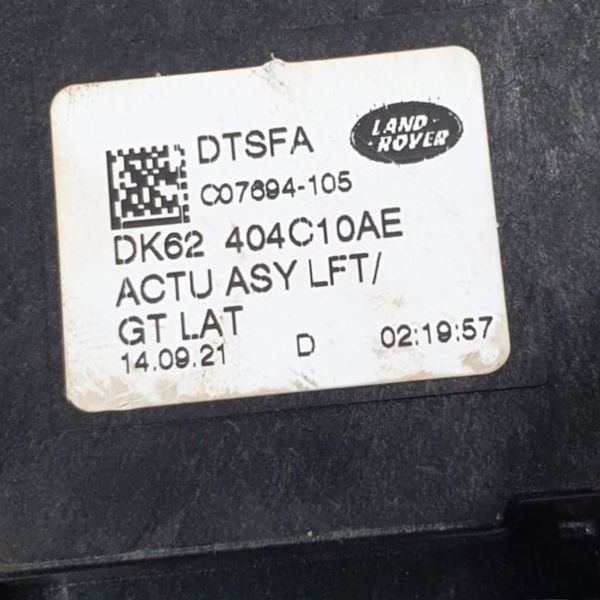 DTSFA
LAND-
-ROVER
C07694-105
DK62 404C10AE
ACTU ASY LFT/
GT LAT
14.09.21 D 02:19:57